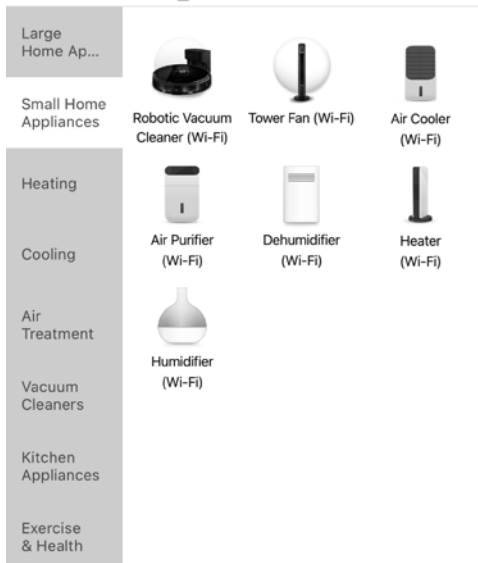 Large
Home Ap...
Small Home
Appliances
Heating
Cooling
Air
Treatment
Vacuum
Cleaners
Kitchen
Appliances
Exercise
& Health
Robotic Vacuum
Cleaner (Wi-Fi)
Tower Fan (Wi-Fi)
Air Cooler
(Wi-Fi)
Air Purifier
(Wi-Fi)
Dehumidifier
(Wi-Fi)
Heater
(Wi-Fi)
Humidifier
(Wi-Fi)